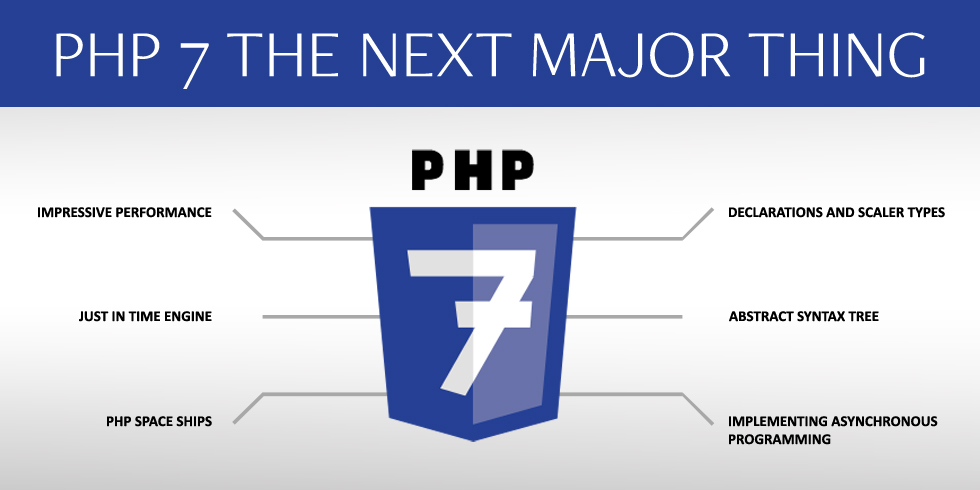 PHP 7 THE NEXT MAJOR THING
PHP
7
IMPRESSIVE PERFORMANCE
JUST IN TIME ENGINE
PHP SPACE SHIPS
DECLARATIONS AND SCALER TYPES
ABSTRACT SYNTAX TREE
IMPLEMENTING ASYNCHRONOUS
PROGRAMMING